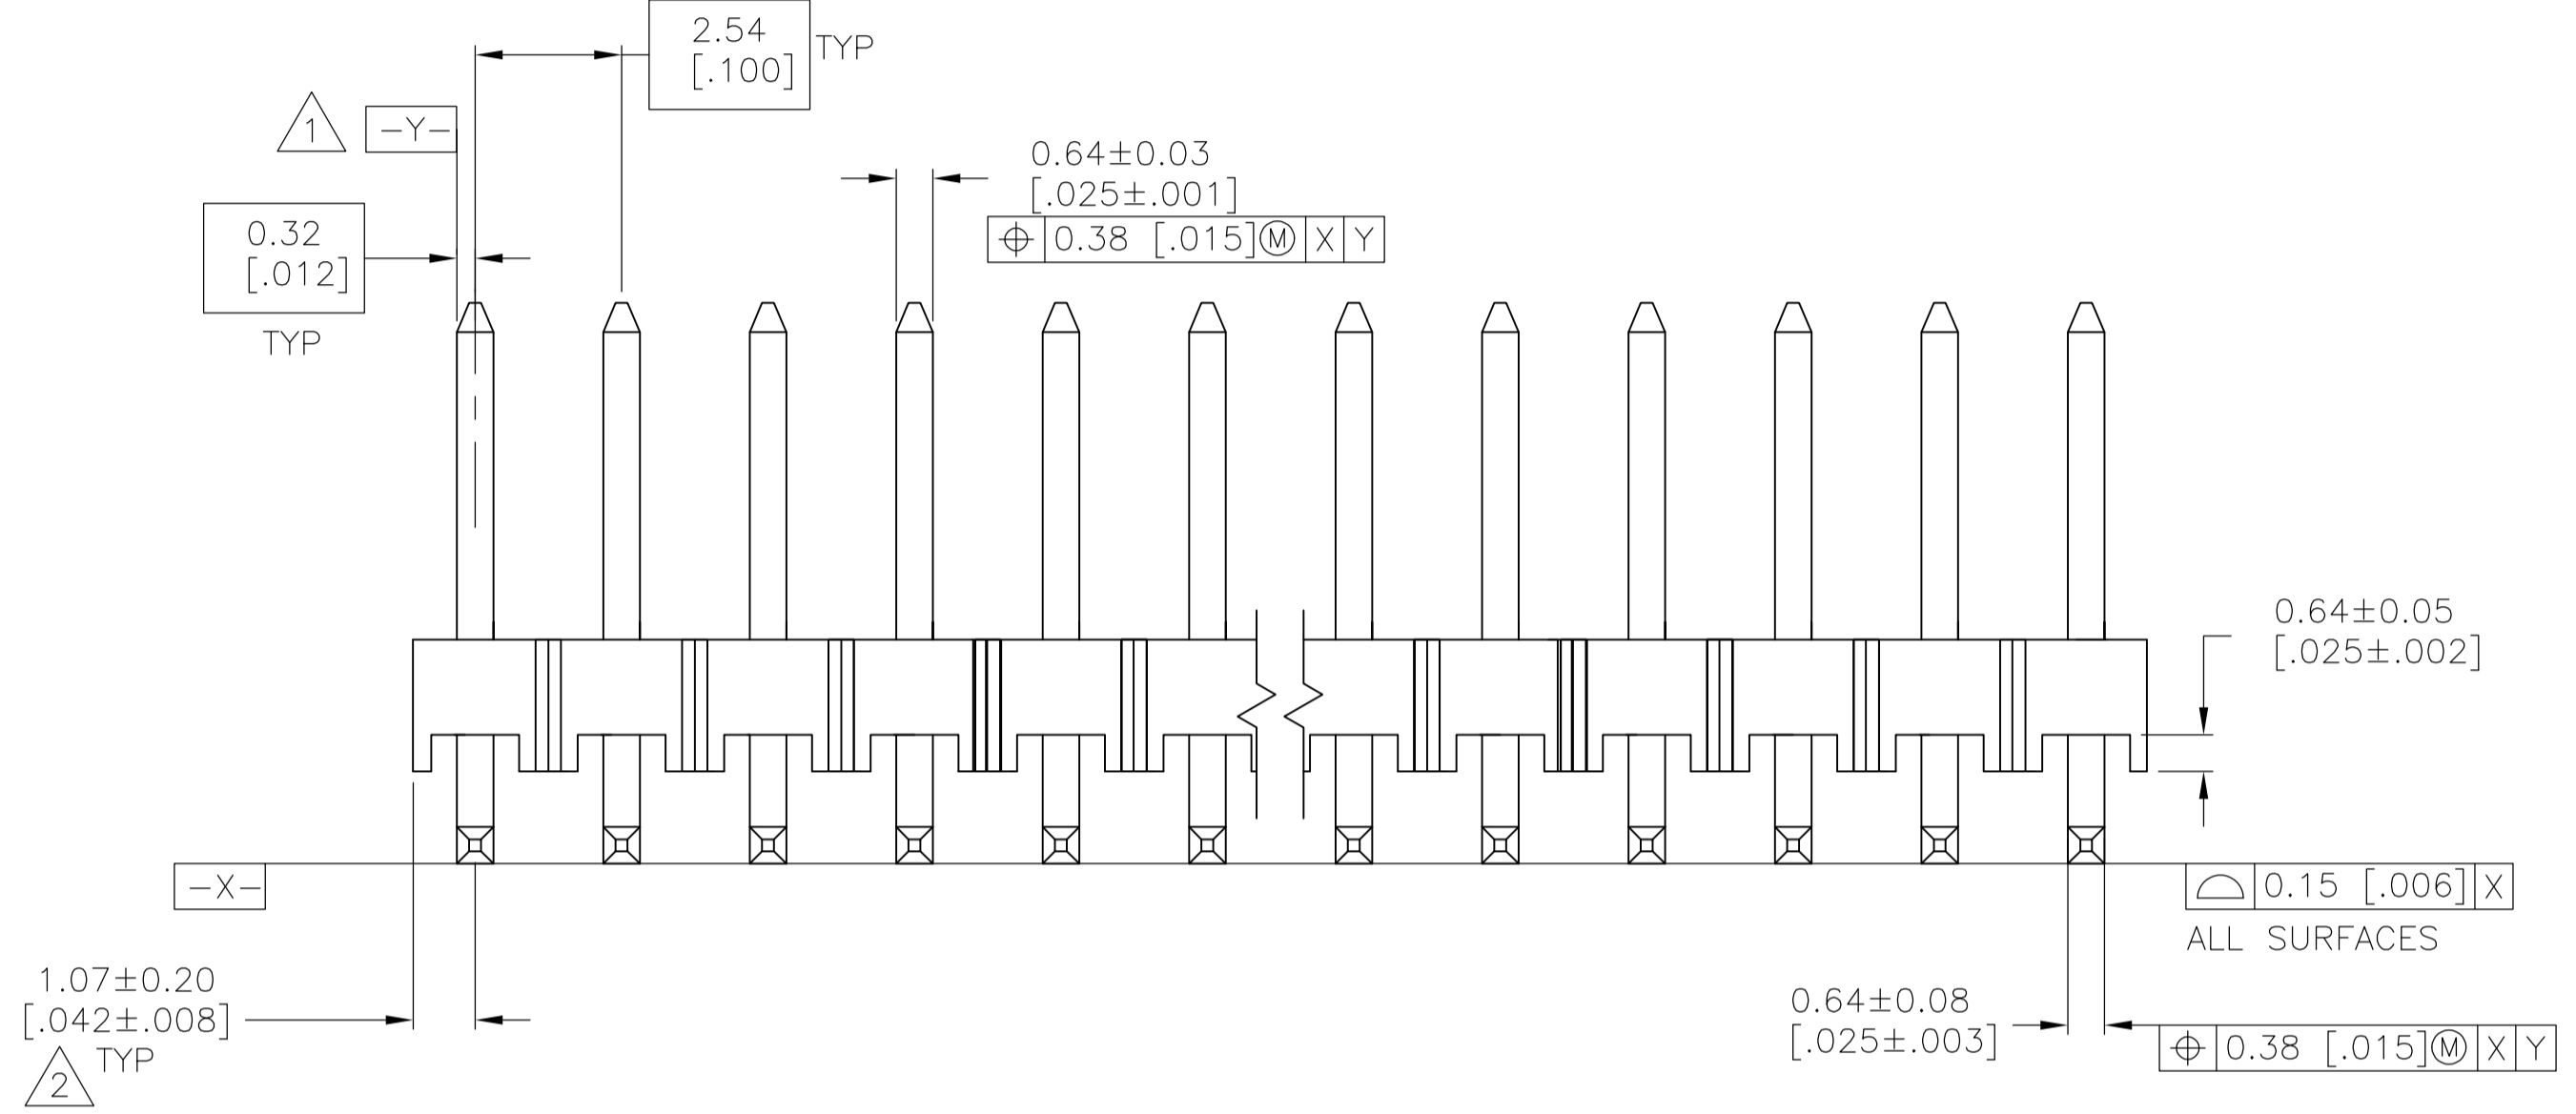 2.54
[.100] TYP
1 -Y-
0.64±0.03
[.025±.001]
⌖ 0.38 [.015]Ⓜ X Y
0.32
[.012]
TYP
0.64±0.05
[.025±.002]
-X-
⌓ 0.15 [.006] X
ALL SURFACES
1.07±0.20
[.042±.008]
2 TYP
0.64±0.08
[.025±.003]
⌖ 0.38 [.015]Ⓜ X Y